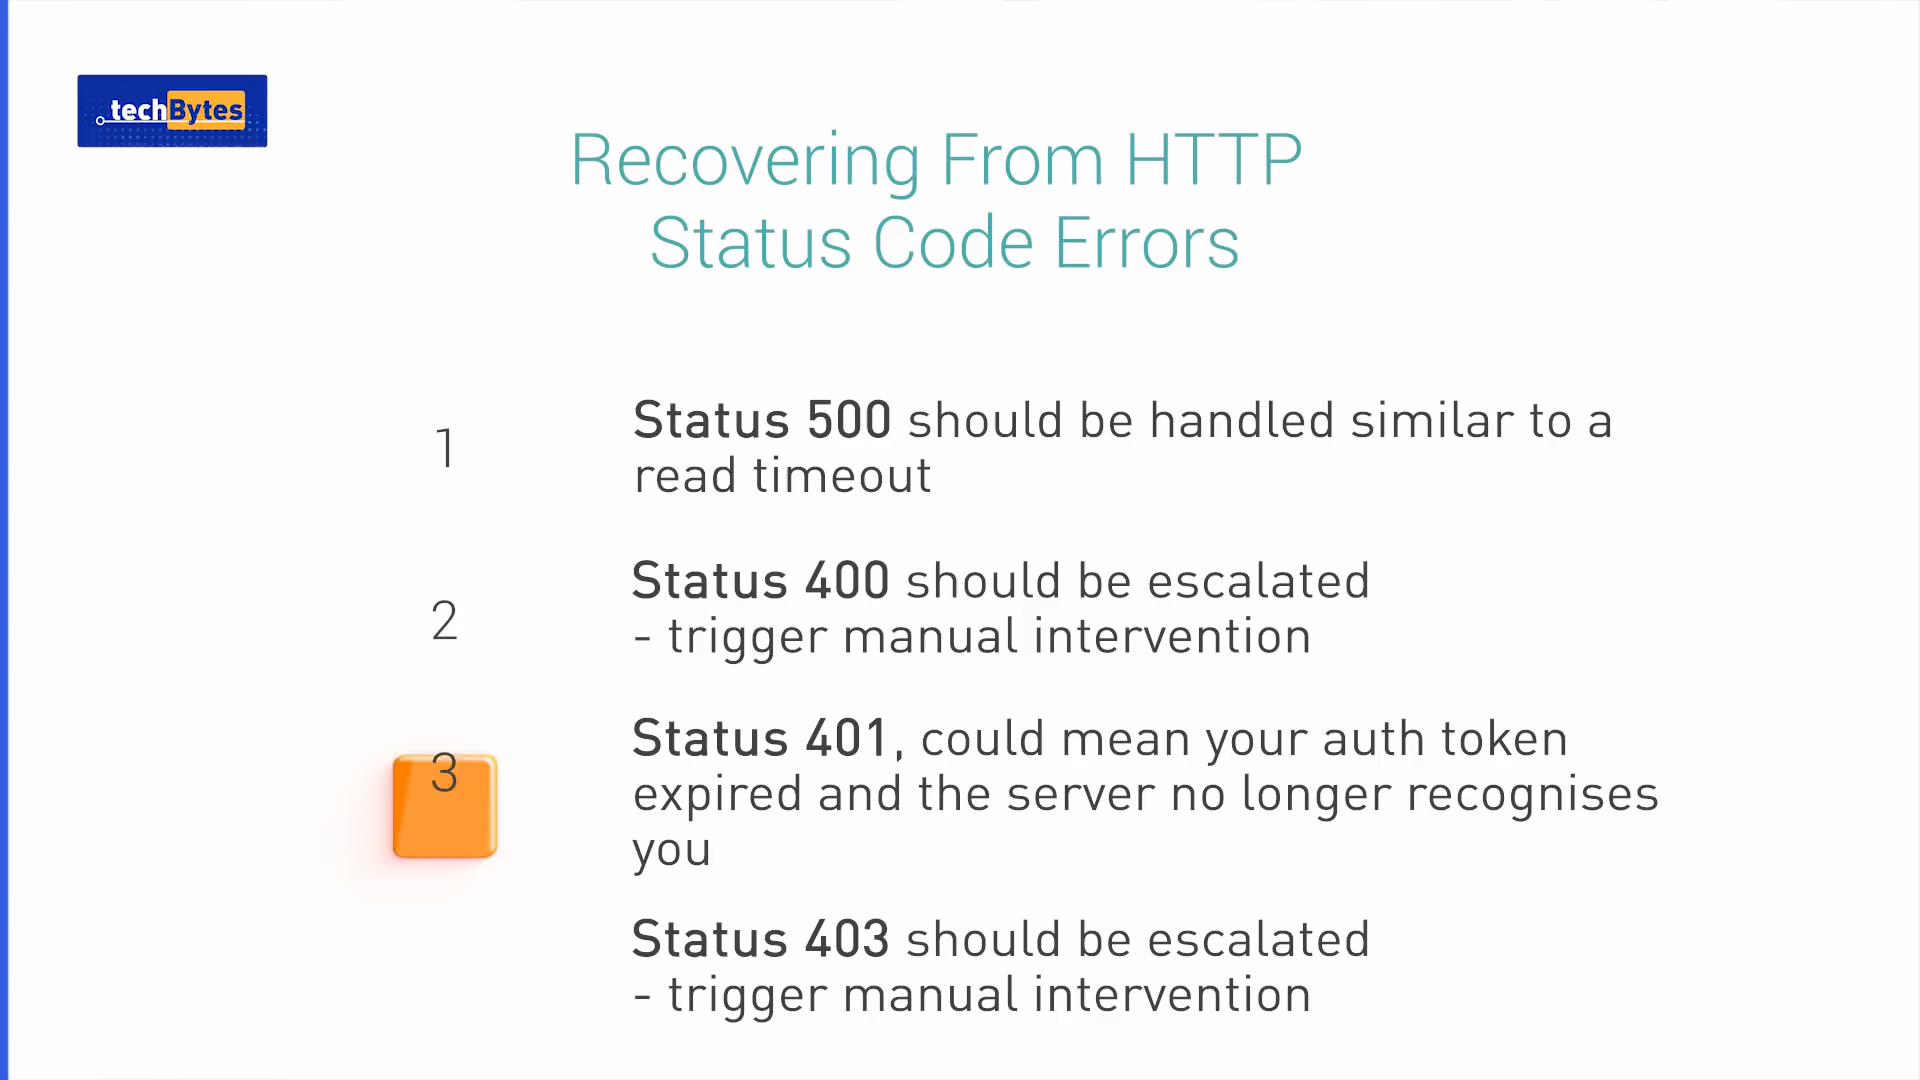 techBytes
Recovering From HTTP
Status Code Errors
1
Status 500 should be handled similar to a
read timeout
2
Status 400 should be escalated
- trigger manual intervention
3
Status 401, could mean your auth token
expired and the server no longer recognises
you
Status 403 should be escalated
- trigger manual intervention